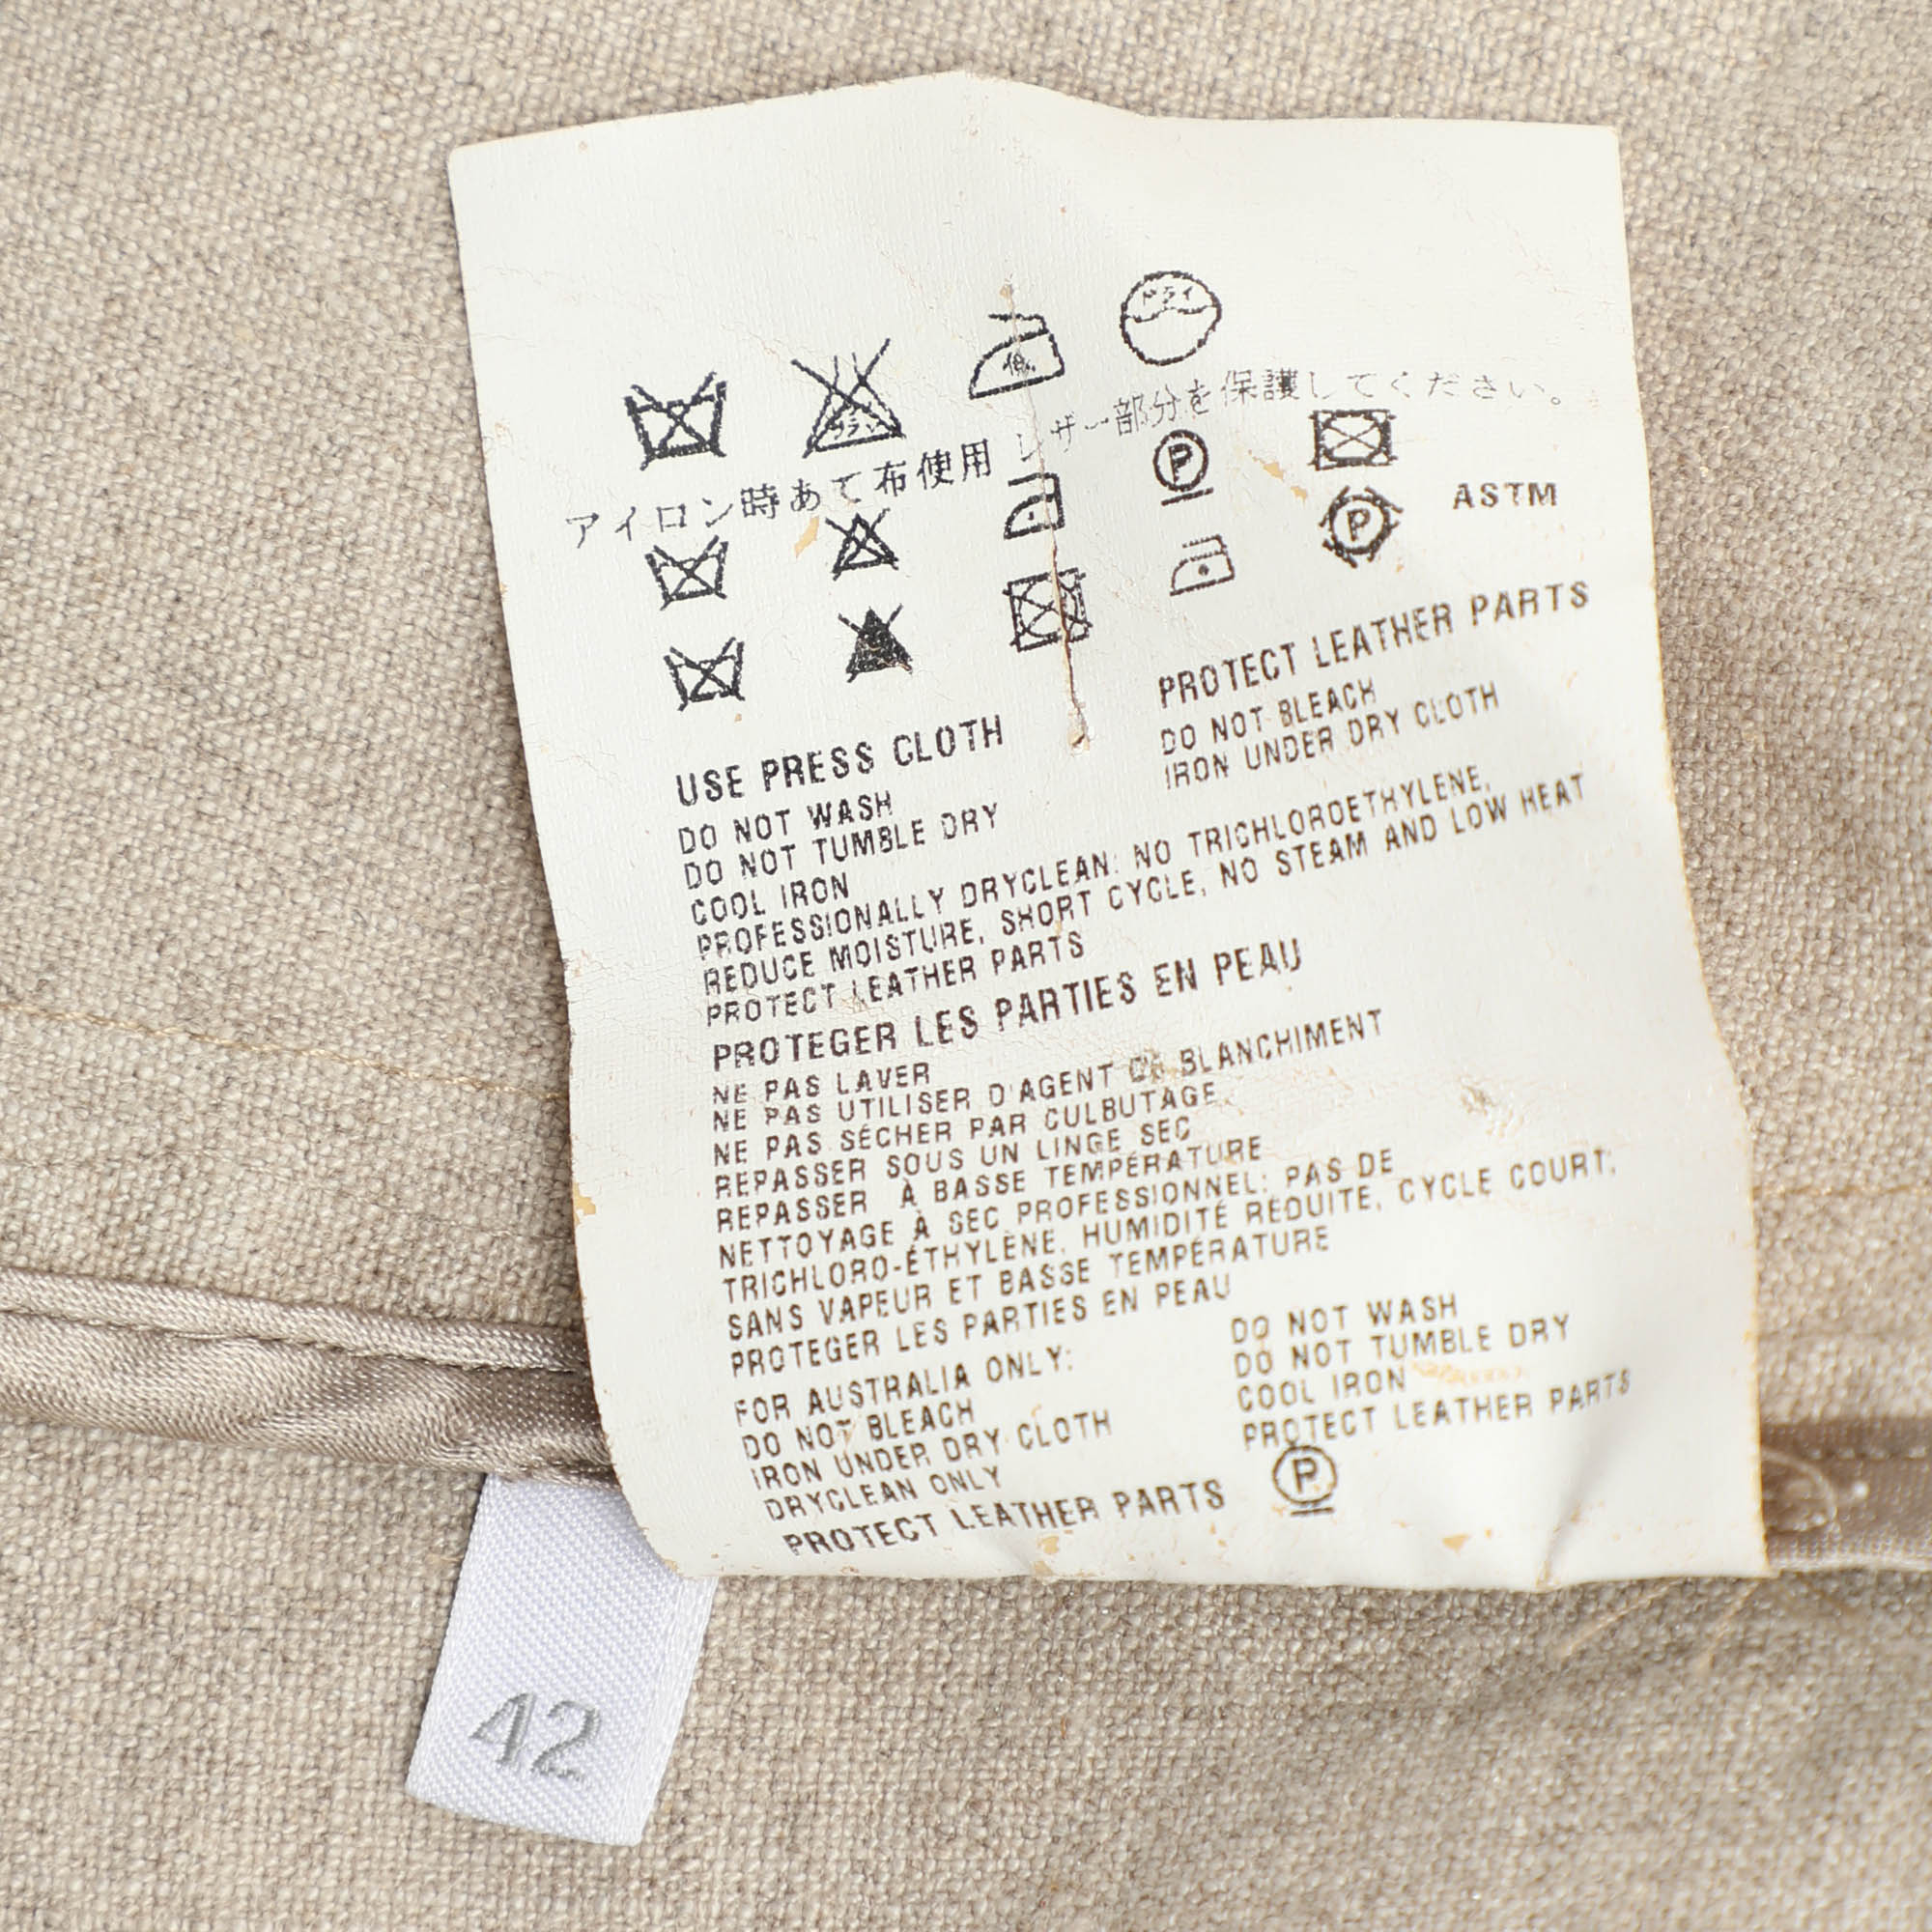 ドライ
低
アイロン時あて布使用 レザー部分を保護してください。
P
P
ASTM
USE PRESS CLOTH
PROTECT LEATHER PARTS
DO NOT WASH
DO NOT BLEACH
DO NOT TUMBLE DRY
IRON UNDER DRY CLOTH
COOL IRON
PROFESSIONALLY DRYCLEAN: NO TRICHLOROETHYLENE,
REDUCE MOISTURE, SHORT CYCLE, NO STEAM AND LOW HEAT
PROTECT LEATHER PARTS
PROTEGER LES PARTIES EN PEAU
NE PAS LAVER
NE PAS UTILISER D'AGENT DE BLANCHIMENT
NE PAS SÉCHER PAR CULBUTAGE
REPASSER SOUS UN LINGE SEC
REPASSER À BASSE TEMPÉRATURE
NETTOYAGE À SEC PROFESSIONNEL: PAS DE
TRICHLORO-ÉTHYLÈNE, HUMIDITÉ RÉDUITE, CYCLE COURT,
SANS VAPEUR ET BASSE TEMPÉRATURE
PROTEGER LES PARTIES EN PEAU
FOR AUSTRALIA ONLY:
DO NOT WASH
DO NOT BLEACH
DO NOT TUMBLE DRY
IRON UNDER DRY CLOTH
COOL IRON
DRYCLEAN ONLY
PROTECT LEATHER PARTS
PROTECT LEATHER PARTS
P
42